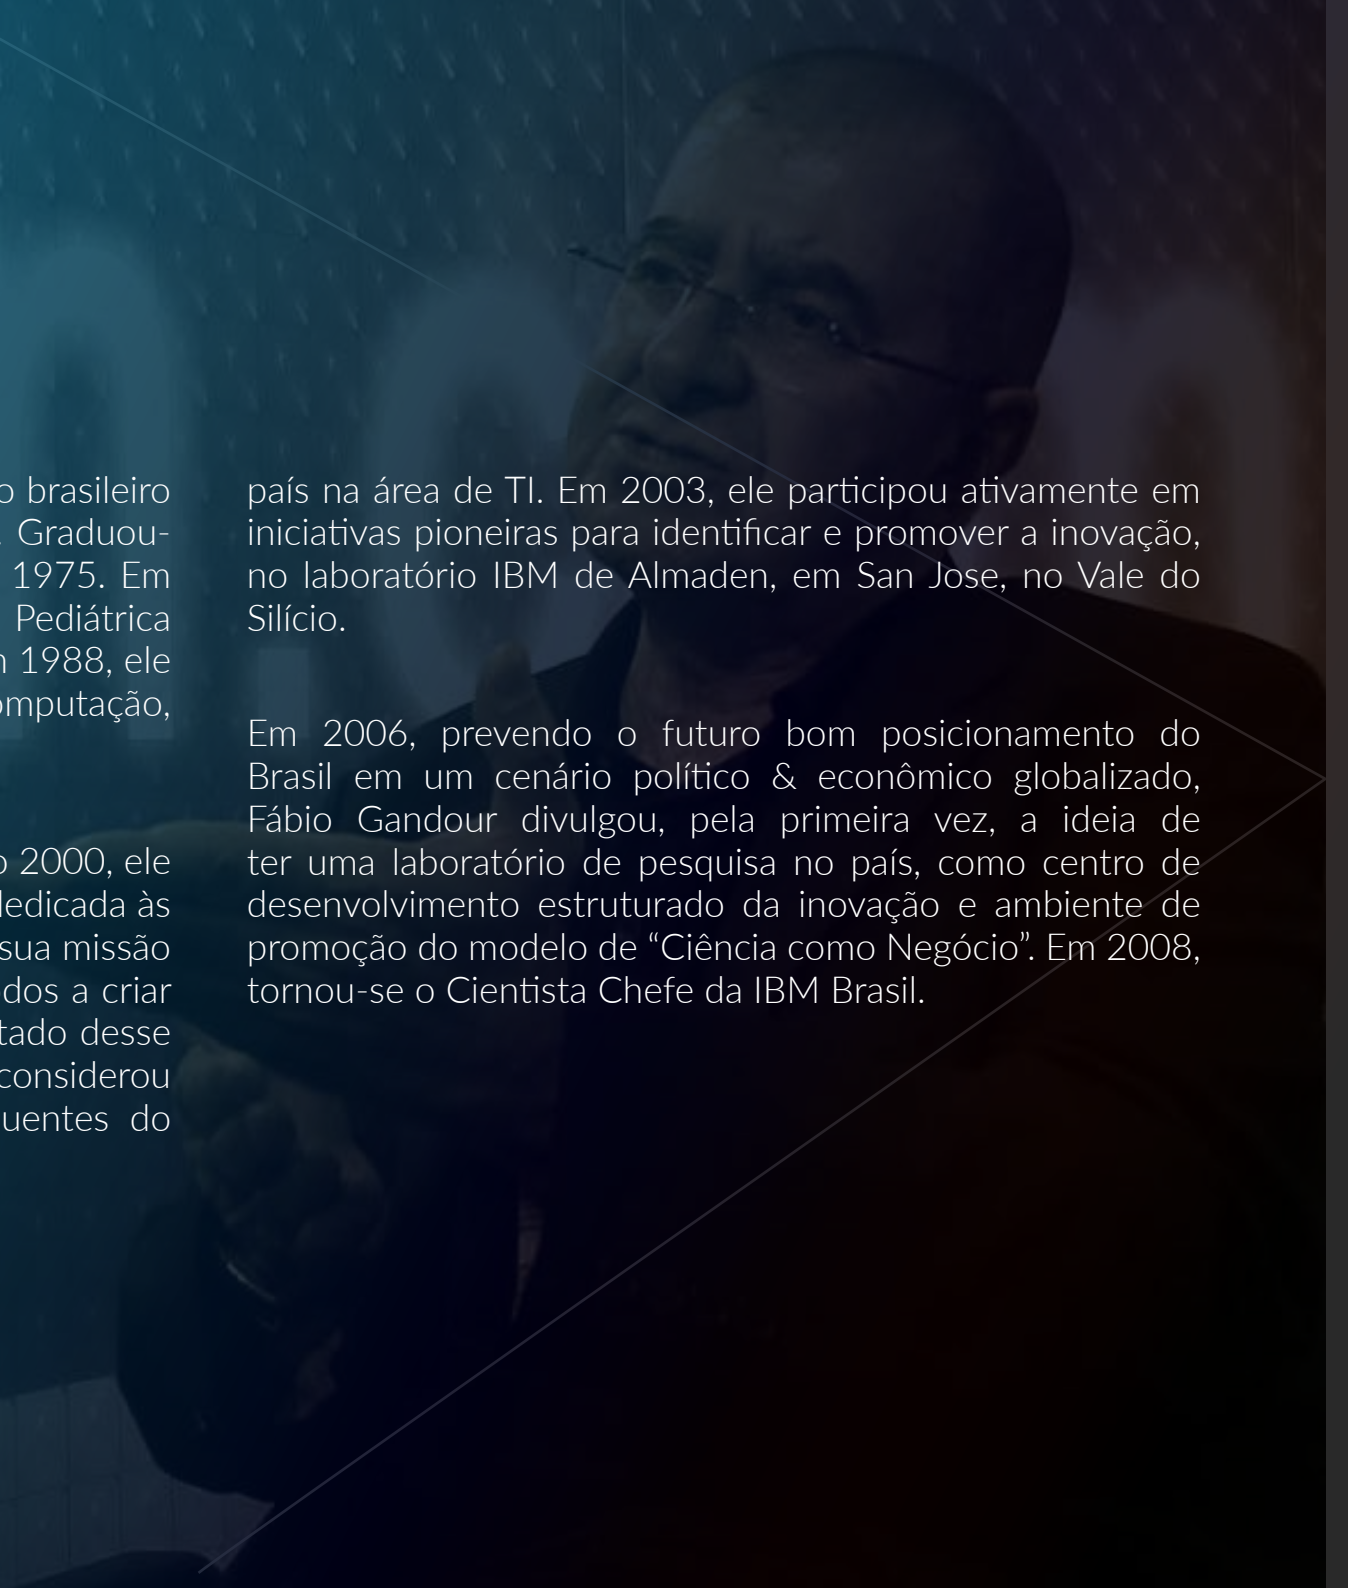 brasileiro
Graduou-
1975. Em
Pediátrica
1988, ele
2000, ele
às
sua missão
a criar
desse
considerou
do
país na área de TI. Em 2003, ele participou ativamente em
iniciativas pioneiras para identificar e promover a inovação,
no laboratório IBM de Almaden, em San Jose, no Vale do
Silício.
Em 2006, prevendo o futuro bom posicionamento do
Brasil em um cenário político & econômico globalizado,
Fábio Gandour divulgou, pela primeira vez, a ideia de
ter uma laboratório de pesquisa no país, como centro de
desenvolvimento estruturado da inovação e ambiente de
promoção do modelo de “Ciência como Negócio”. Em 2008,
tornou-se o Cientista Chefe da IBM Brasil.